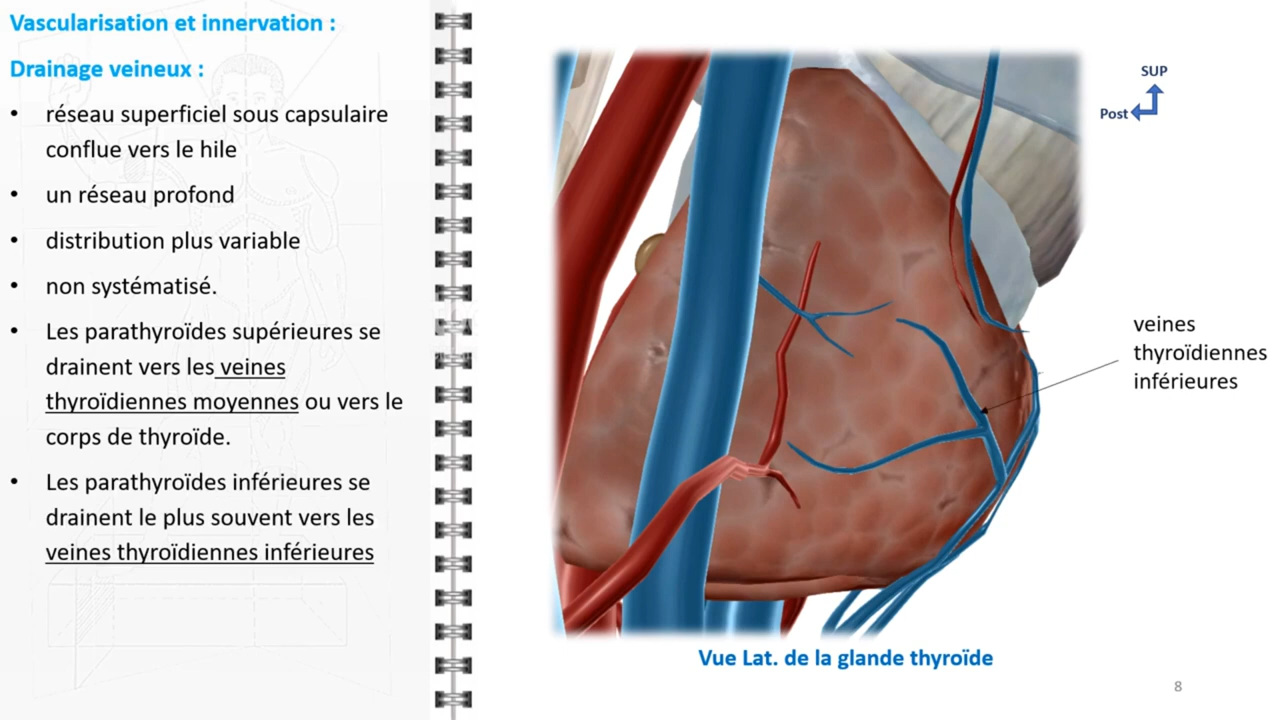 Vascularisation et innervation :
Drainage veineux :
• réseau superficiel sous capsulaire
conflue vers le hile
• un réseau profond
• distribution plus variable
• non systématisé.
• Les parathyroïdes supérieures se
drainent vers les veines
thyroïdiennes moyennes ou vers le
corps de thyroïde.
• Les parathyroïdes inférieures se
drainent le plus souvent vers les
veines thyroïdiennes inférieures
SUP
Post
veines
thyroïdiennes
inférieures
Vue Lat. de la glande thyroïde
8